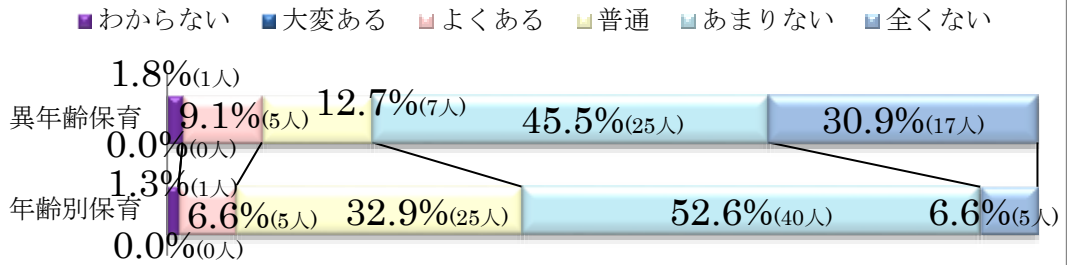 わからない 大変ある よくある 普通 あまりない 全くない
1.8%(1人)
異年齢保育 9.1%(5人) 12.7%(7人) 45.5%(25人) 30.9%(17人)
0.0%(0人)
1.3%(1人)
年齢別保育 6.6%(5人) 32.9%(25人) 52.6%(40人) 6.6%(5人)
0.0%(0人)